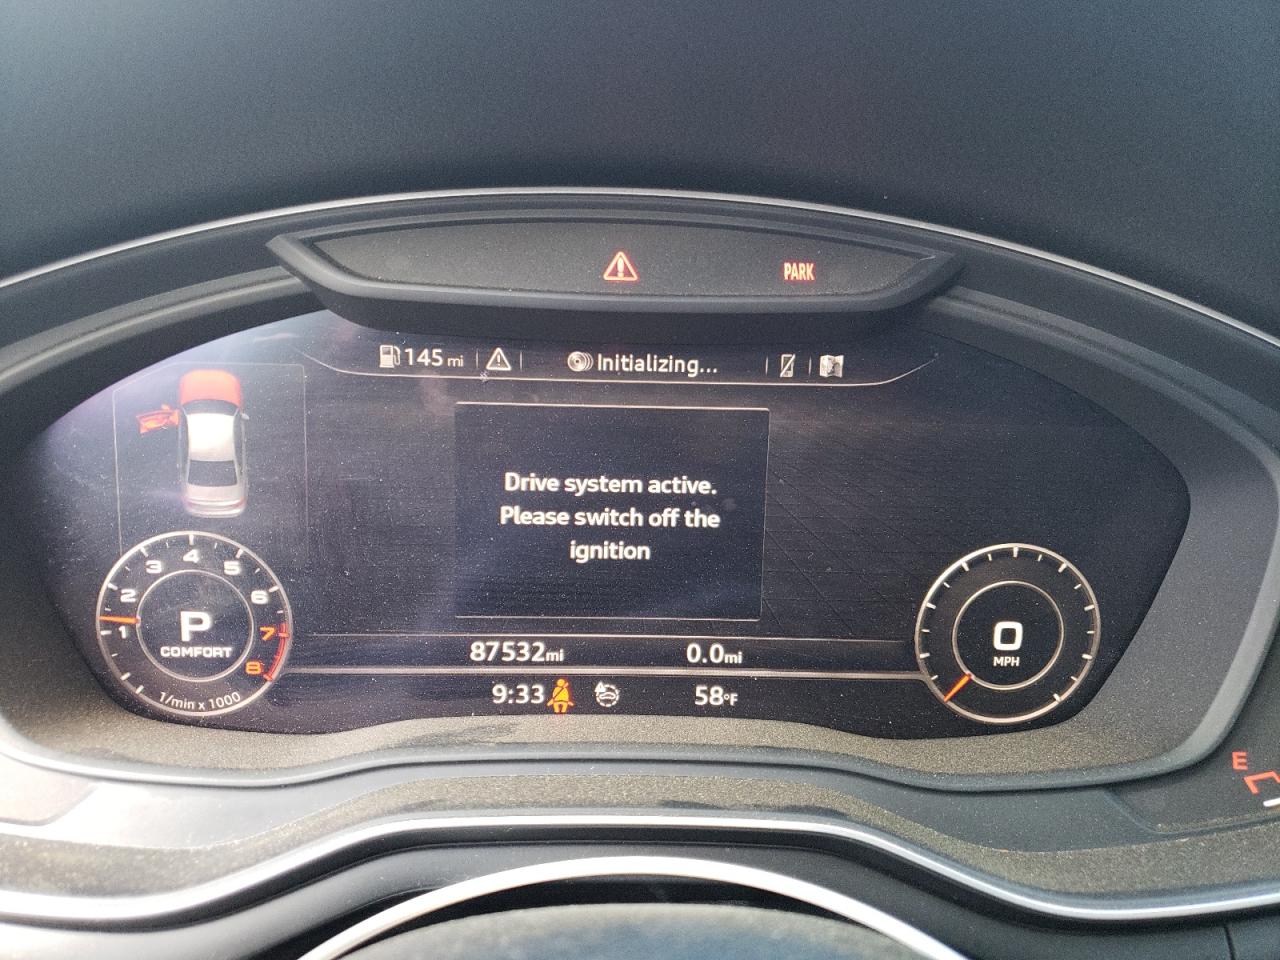 PARK
145 mi
Initializing...
Drive system active.
Please switch off the
ignition
1
2
3
4
5
6
7
8
P
COMFORT
1/min x 1000
0
MPH
87532mi 0.0mi
9:33 58°F
E